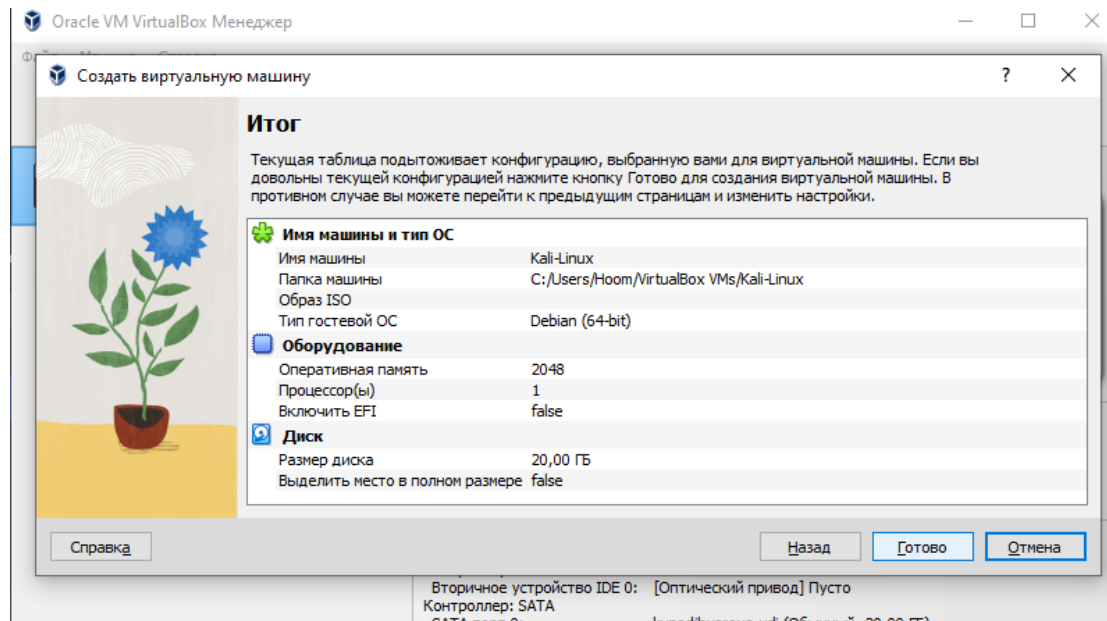 Oracle VM VirtualBox Менеджер
Создать виртуальную машину
?
Итог
Текущая таблица подытоживает конфигурацию, выбранную вами для виртуальной машины. Если вы
довольны текущей конфигурацией нажмите кнопку Готово для создания виртуальной машины. В
противном случае вы можете перейти к предыдущим страницам и изменить настройки.
Имя машины и тип ОС
Имя машины Kali-Linux
Папка машины C:/Users/Hoom/VirtualBox VMs/Kali-Linux
Образ ISO
Тип гостевой ОС Debian (64-bit)
Оборудование
Оперативная память 2048
Процессор(ы) 1
Включить EFI false
Диск
Размер диска 20,00 ГБ
Выделить место в полном размере false
Справка Назад Готово Отмена
Вторичное устройство IDE 0: [Оптический привод] Пусто
Контроллер: SATA